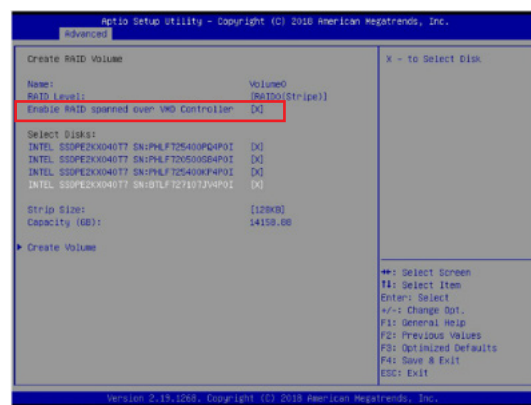 Aptio Setup Utility – Copyright (C) 2018 American Megatrends, Inc.
Advanced
Create RAID Volume
Name: Volume0
RAID Level: [RAID0(Stripe)]
Enable RAID spanned over VMD Controller [X]
Select Disks:
INTEL SSDPE2KX040T7 SN:PHLF725400PQ4P0I [X]
INTEL SSDPE2KX040T7 SN:PHLF720500S84P0I [X]
INTEL SSDPE2KX040T7 SN:PHLF725400KP4P0I [X]
INTEL SSDPE2KX040T7 SN:BTLF727107JV4P0I [X]
Strip Size: [128KB]
Capacity (GB): 14158.08
Create Volume
X - to Select Disk
: Select Screen
: Select Item
Enter: Select
+/-: Change Opt.
F1: General Help
F2: Previous Values
F3: Optimized Defaults
F4: Save & Exit
ESC: Exit
Version 2.19.1268. Copyright (C) 2018 American Megatrends, Inc.